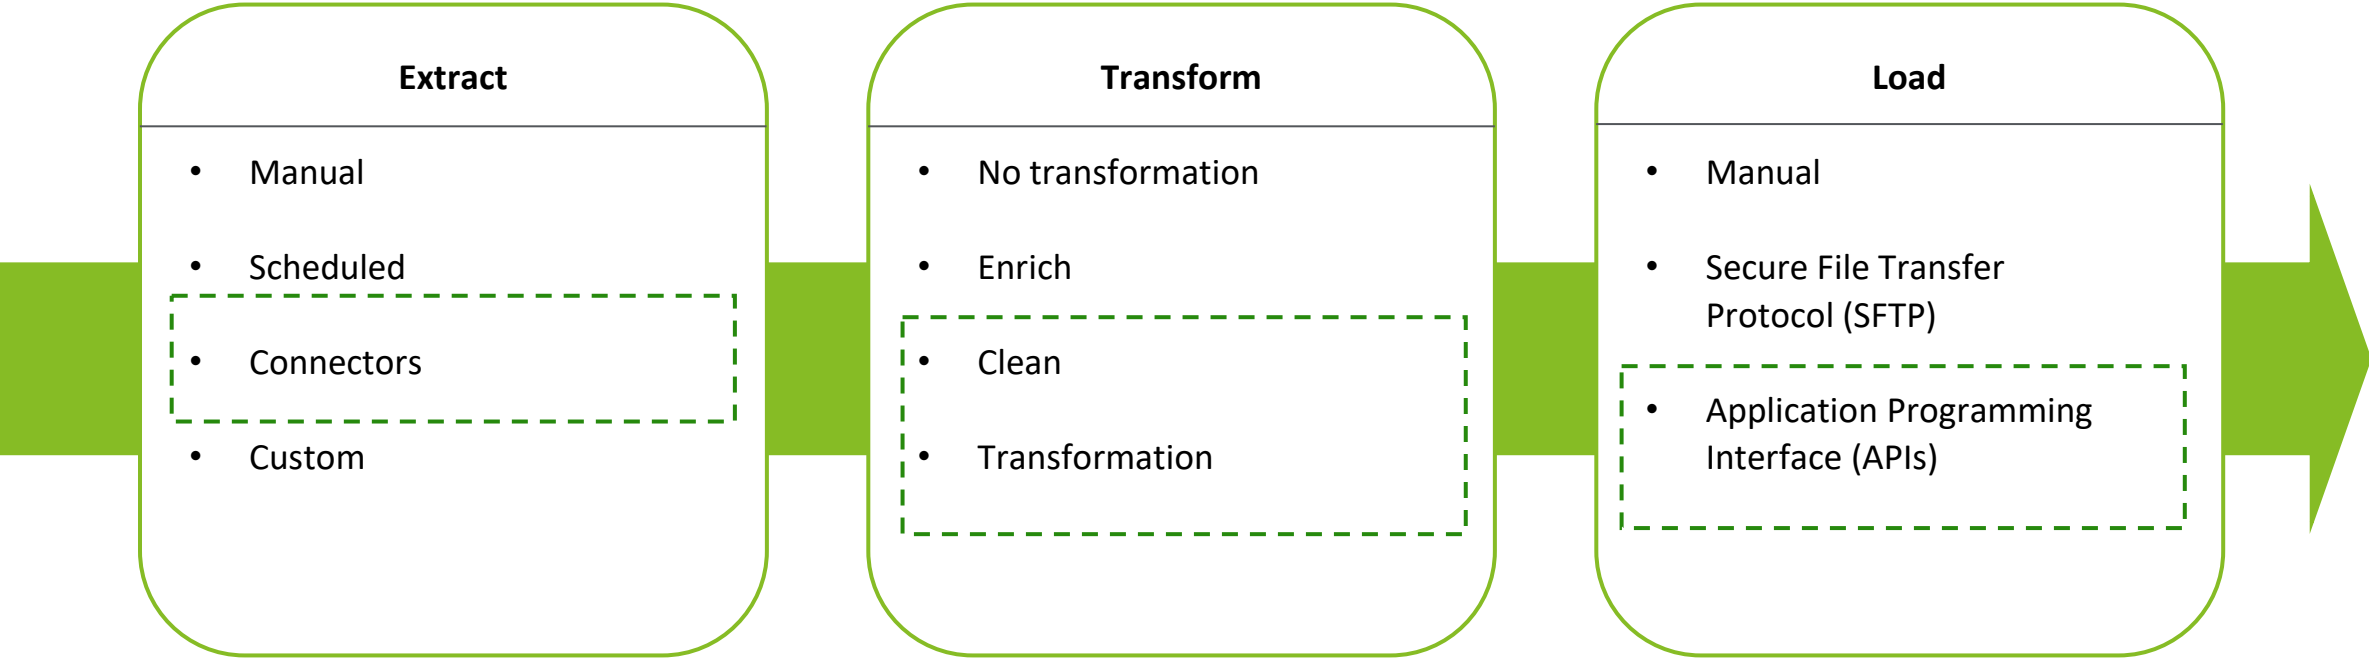 Extract
• Manual
• Scheduled
• Connectors
• Custom
Transform
• No transformation
• Enrich
• Clean
• Transformation
Load
• Manual
• Secure File Transfer
Protocol (SFTP)
• Application Programming
Interface (APIs)